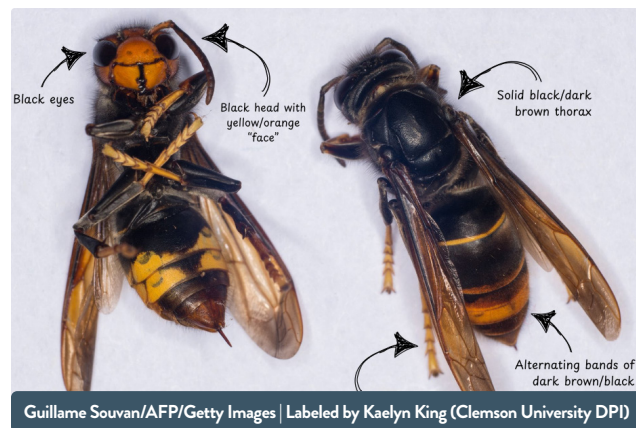 Black eyes
Black head with
yellow/orange
"face"
Solid black/dark
brown thorax
Alternating bands of
dark brown/black
Guillame Souvan/AFP/Getty Images | Labeled by Kaelyn King (Clemson University DPI)